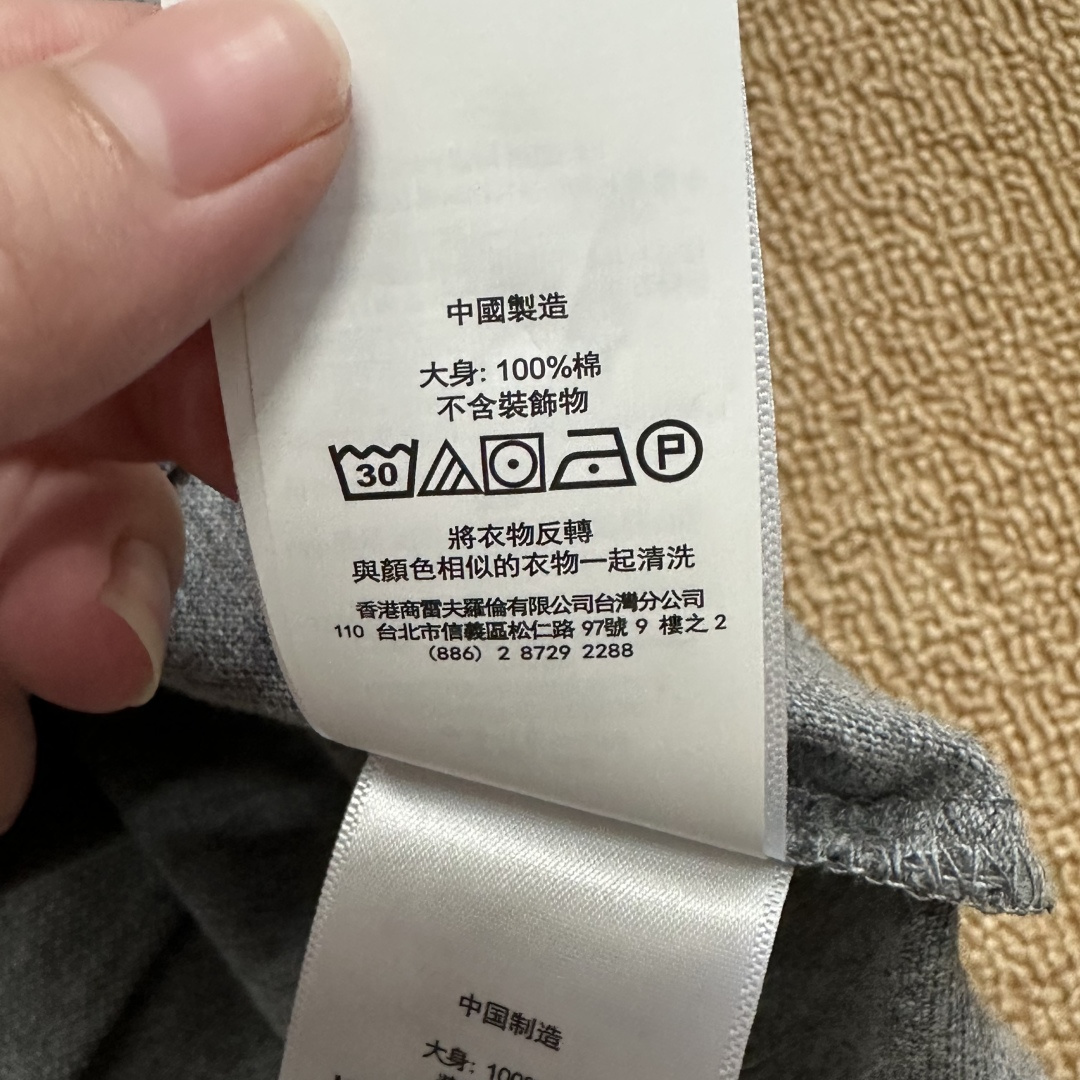 中國製造
大身: 100%棉
不含裝飾物
30 P
將衣物反轉
與顏色相似的衣物一起清洗
香港商雷夫羅倫有限公司台灣分公司
110 台北市信義區松仁路 97號 9 樓之 2
(886) 2 8729 2288
中国制造
大身: 100